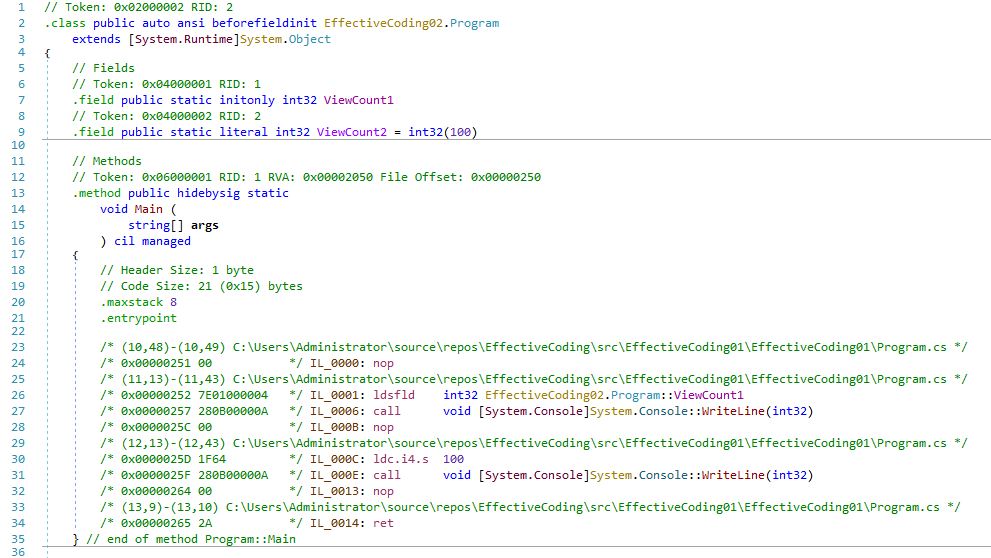 1 // Token: 0x02000002 RID: 2
2 .class public auto ansi beforefieldinit EffectiveCoding02.Program
3 extends [System.Runtime]System.Object
4 {
5 // Fields
6 // Token: 0x04000001 RID: 1
7 .field public static initonly int32 ViewCount1
8 // Token: 0x04000002 RID: 2
9 .field public static literal int32 ViewCount2 = int32(100)
10
11 // Methods
12 // Token: 0x06000001 RID: 1 RVA: 0x00002050 File Offset: 0x00000250
13 .method public hidebysig static
14 void Main (
15 string[] args
16 ) cil managed
17 {
18 // Header Size: 1 byte
19 // Code Size: 21 (0x15) bytes
20 .maxstack 8
21 .entrypoint
22
23 /* (10,48)-(10,49) C:\Users\Administrator\source\repos\EffectiveCoding\src\EffectiveCoding01\EffectiveCoding01\Program.cs */
24 /* 0x00000251 00 */ IL_0000: nop
25 /* (11,13)-(11,43) C:\Users\Administrator\source\repos\EffectiveCoding\src\EffectiveCoding01\EffectiveCoding01\Program.cs */
26 /* 0x00000252 7E01000004 */ IL_0001: ldsfld int32 EffectiveCoding02.Program::ViewCount1
27 /* 0x00000257 280B00000A */ IL_0006: call void [System.Console]System.Console::WriteLine(int32)
28 /* 0x0000025C 00 */ IL_000B: nop
29 /* (12,13)-(12,43) C:\Users\Administrator\source\repos\EffectiveCoding\src\EffectiveCoding01\EffectiveCoding01\Program.cs */
30 /* 0x0000025D 1F64 */ IL_000C: ldc.i4.s 100
31 /* 0x0000025F 280B00000A */ IL_000E: call void [System.Console]System.Console::WriteLine(int32)
32 /* 0x00000264 00 */ IL_0013: nop
33 /* (13,9)-(13,10) C:\Users\Administrator\source\repos\EffectiveCoding\src\EffectiveCoding01\EffectiveCoding01\Program.cs */
34 /* 0x00000265 2A */ IL_0014: ret
35 } // end of method Program::Main
36